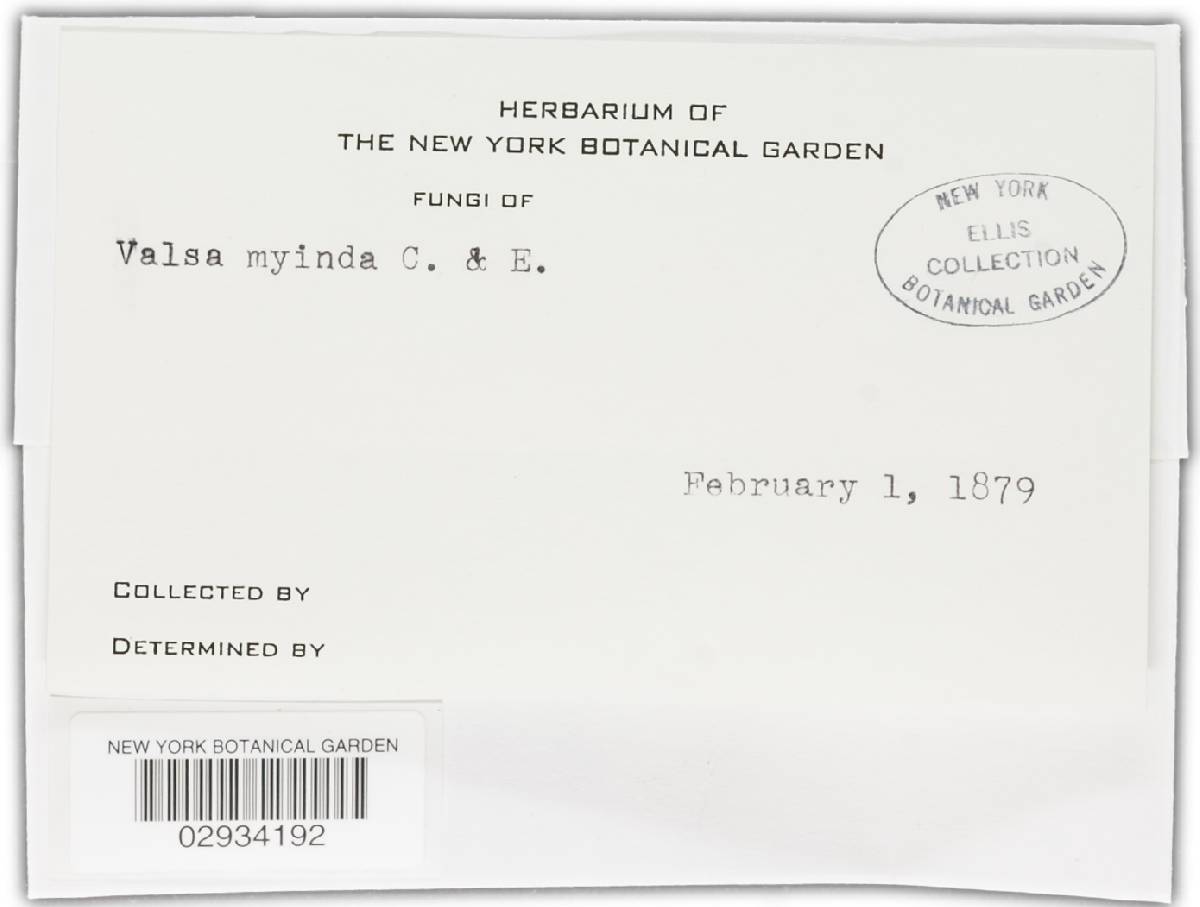 HERBARIUM OF
THE NEW YORK BOTANICAL GARDEN
FUNGI OF
Valsa myinda C. & E.
NEW YORK
ELLIS
COLLECTION
BOTANICAL GARDEN
February 1, 1879
COLLECTED BY
DETERMINED BY
NEW YORK BOTANICAL GARDEN
02934192